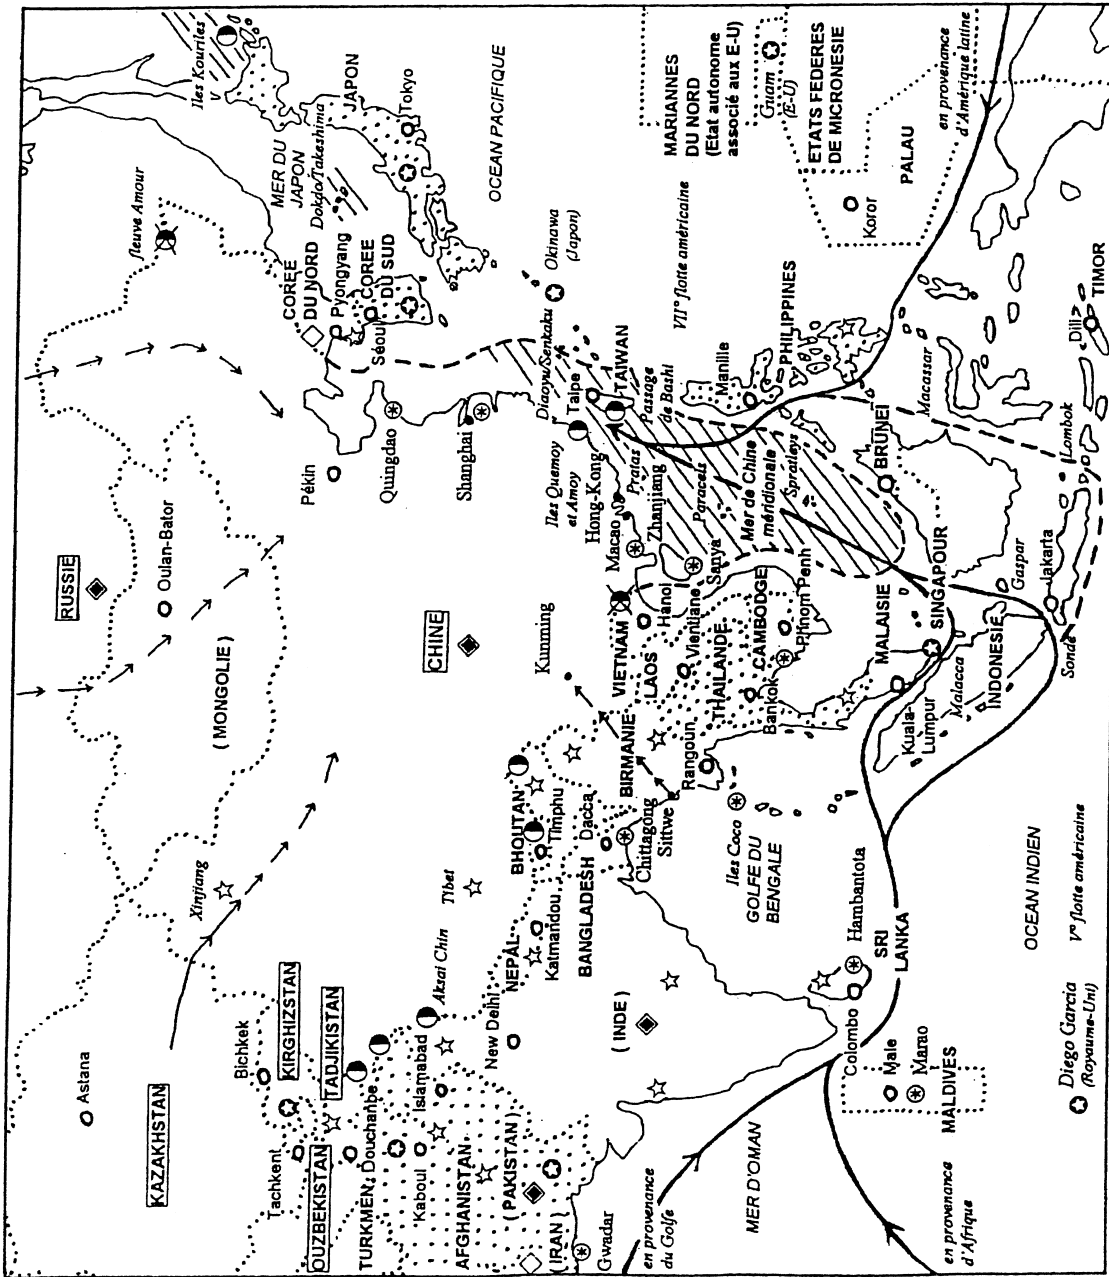 Iles Kouriles
fleuve Amour
MER DU
JAPON
JAPON
Dokdo/Takeshima
Tokyo
OCEAN PACIFIQUE
COREE
DU NORD
Pyongyang
COREE
DU SUD
Séoul
Okinawa
(Japon)
MARIANNES
DU NORD
(Etat autonome
associé aux E-U)
Guam
(E-U)
ETATS FEDERES
DE MICRONESIE
PALAU
Koror
en provenance
d'Amérique latine
VII° flotte américaine
RUSSIE
Oulan-Bator
( MONGOLIE )
Pékin
Quingdao
Shanghai
CHINE
Kunming
Diaoyu/Senkaku
Taipe
TAIWAN
Iles Quemoy
et Amoy
Passage
de Bashi
Hong-Kong
Macao
Zhanjiang
Pratas
Paracels
Sanya
Mer de Chine
méridionale
Spratleys
Manille
PHILIPPINES
BRUNEI
Macassar
Dili
TIMOR
Lombok
Hanoi
VIETNAM
LAOS
Vientiane
THAILANDE
CAMBODGE
Phnom Penh
Bankok
BIRMANIE
Rangoun
MALAISIE
SINGAPOUR
Kuala-
Lumpur
Malacca
INDONESIE
Gaspar
Jakarta
Sonde
Xinjiang
Tibet
BHOUTAN
Timphu
Dacca
Chittagong
Sittwe
BANGLADESH
NEPAL
Katmandou
Iles Coco
GOLFE DU
BENGALE
Hambantota
SRI
LANKA
Colombo
OCEAN INDIEN
V° flotte américaine
Astana
KAZAKHSTAN
Bichkek
KIRGHIZSTAN
TADJIKISTAN
Tachkent
OUZBEKISTAN
TURKMEN.
Douchanbe
Kaboul
Islamabad
Aksai Chin
New Delhi
( INDE )
AFGHANISTAN
( PAKISTAN )
( IRAN )
Gwadar
en provenance
du Golfe
MER D'OMAN
Male
Marao
MALDIVES
en provenance
d'Afrique
Diego Garcia
(Royaume-Uni)